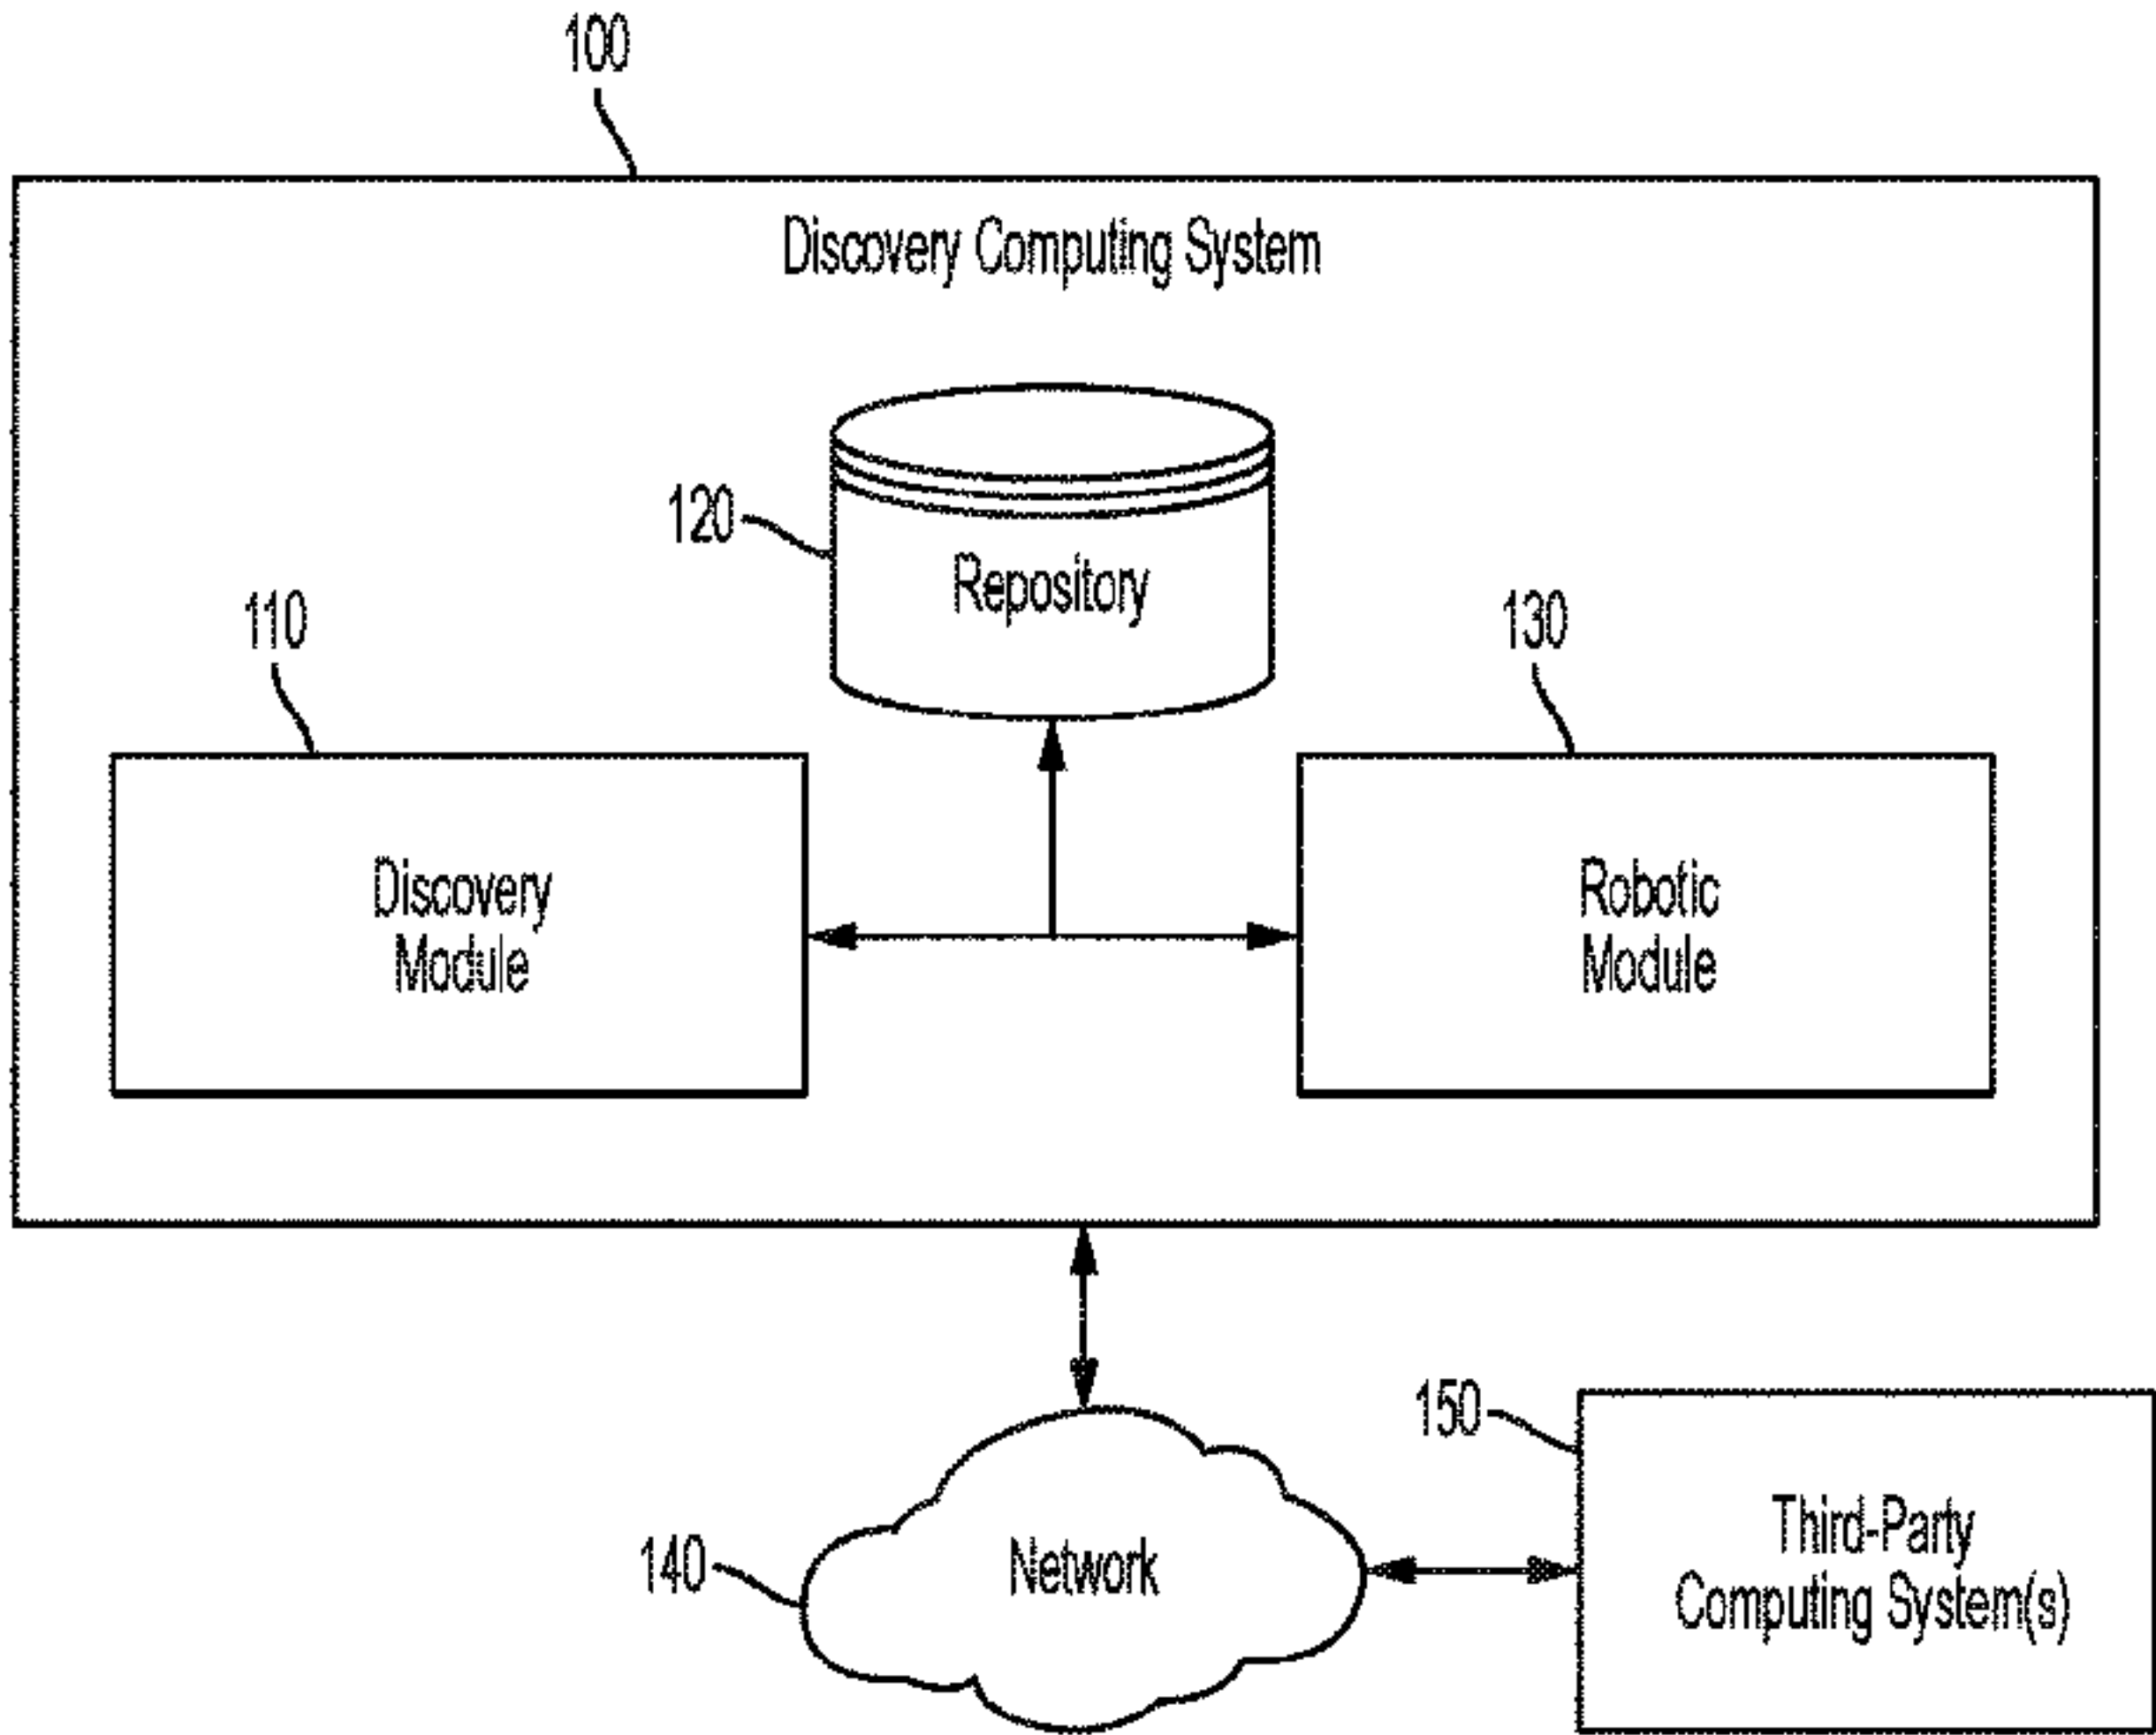 100
Discovery Computing System
120
Repository
110
130
Discovery
Module
Robotic
Module
150
140
Network
Third-Party
Computing System(s)